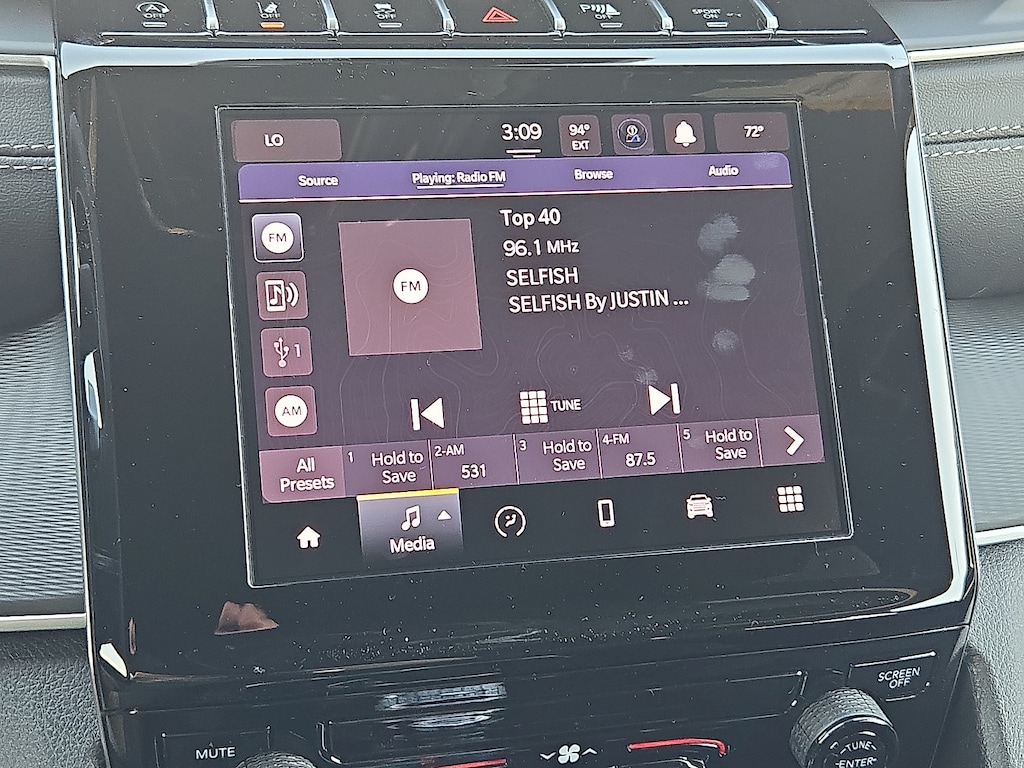 OFF
OFF
OFF
P OFF
SPORT
ON
LO
3:09
94°
EXT
72°
Source
Playing: Radio FM
Browse
Audio
FM
FM
Top 40
96.1 MHz
SELFISH
SELFISH By JUSTIN ...
1
AM
TUNE
All
Presets
1 Hold to
Save
2-AM
531
3 Hold to
Save
4-FM
87.5
5 Hold to
Save
Media
SCREEN
OFF
MUTE
TUNE
ENTER